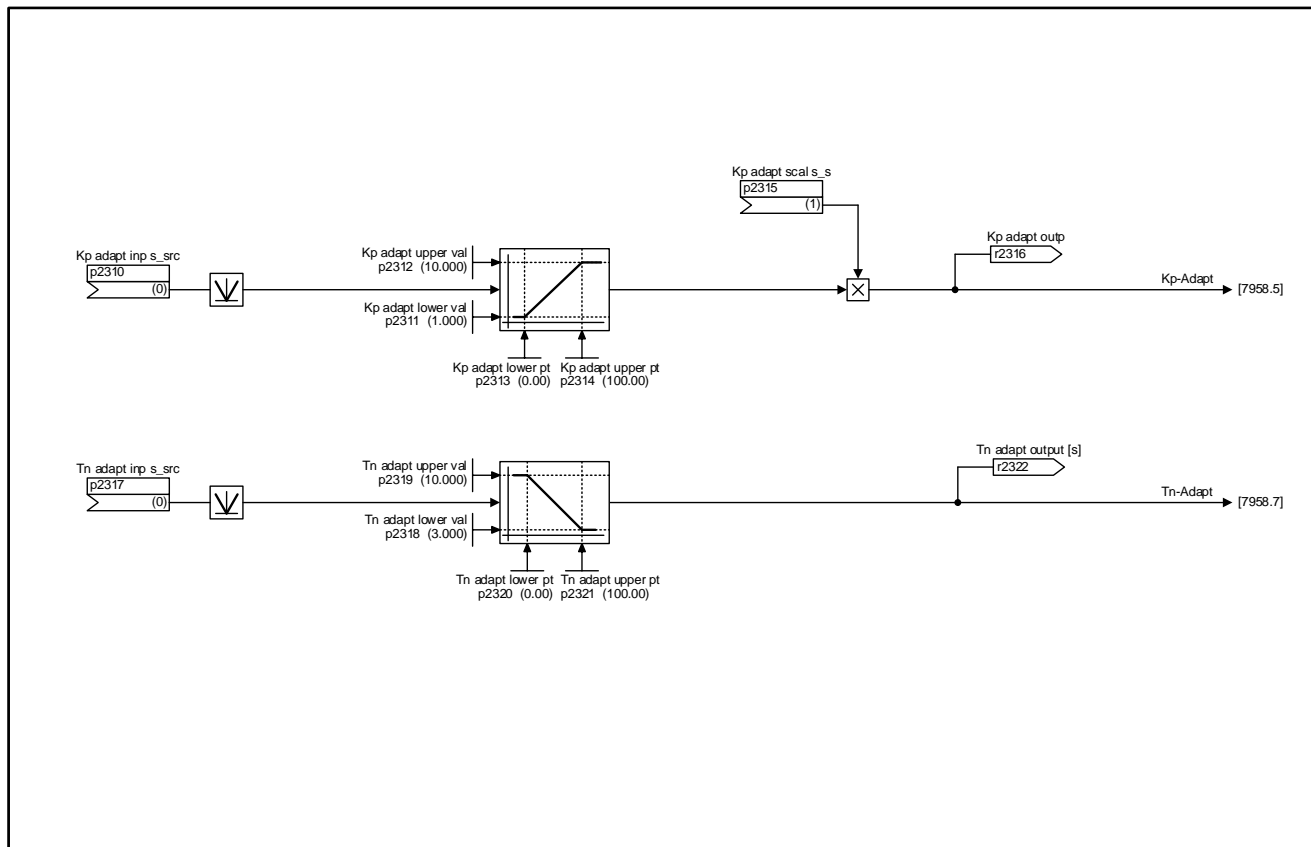 Kp adapt scal s_s
p2315
(1)
Kp adapt inp s_src
p2310
(0)
Kp adapt upper val
p2312 (10.000)
Kp adapt lower val
p2311 (1.000)
Kp adapt lower pt
p2313 (0.00)
Kp adapt upper pt
p2314 (100.00)
Kp adapt outp
r2316
Kp-Adapt
[7958.5]
Tn adapt inp s_src
p2317
(0)
Tn adapt upper val
p2319 (10.000)
Tn adapt lower val
p2318 (3.000)
Tn adapt lower pt
p2320 (0.00)
Tn adapt upper pt
p2321 (100.00)
Tn adapt output [s]
r2322
Tn-Adapt
[7958.7]